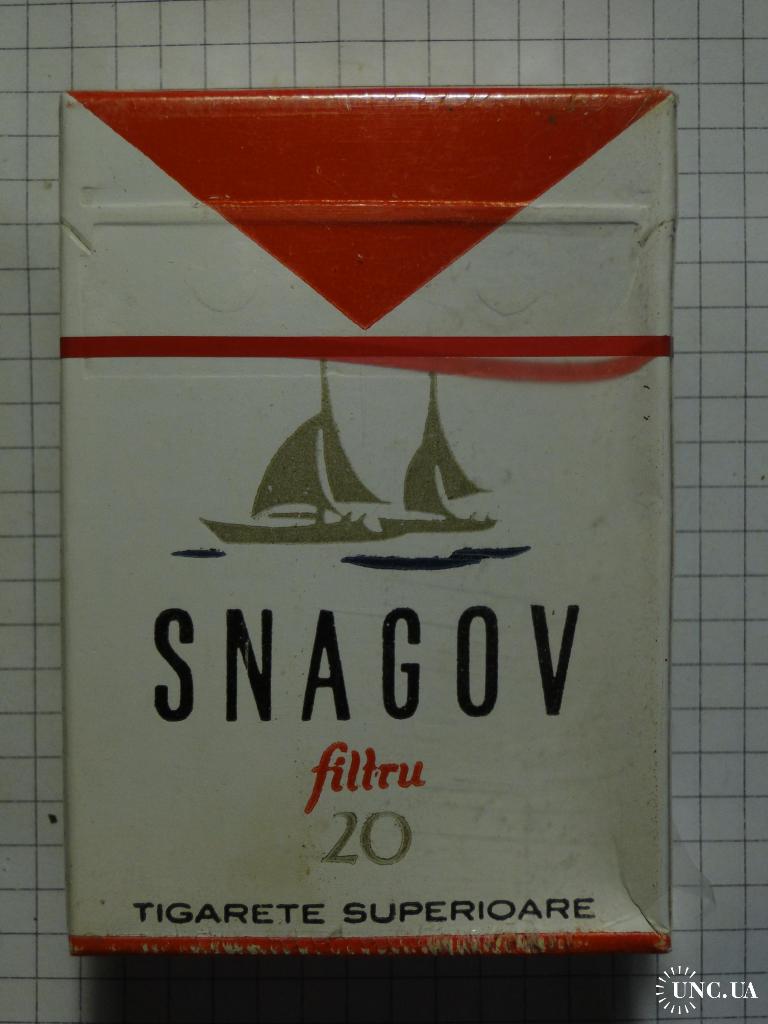 SNAGOV
filtru
20
TIGARETE SUPERIOARE
UNC.UA